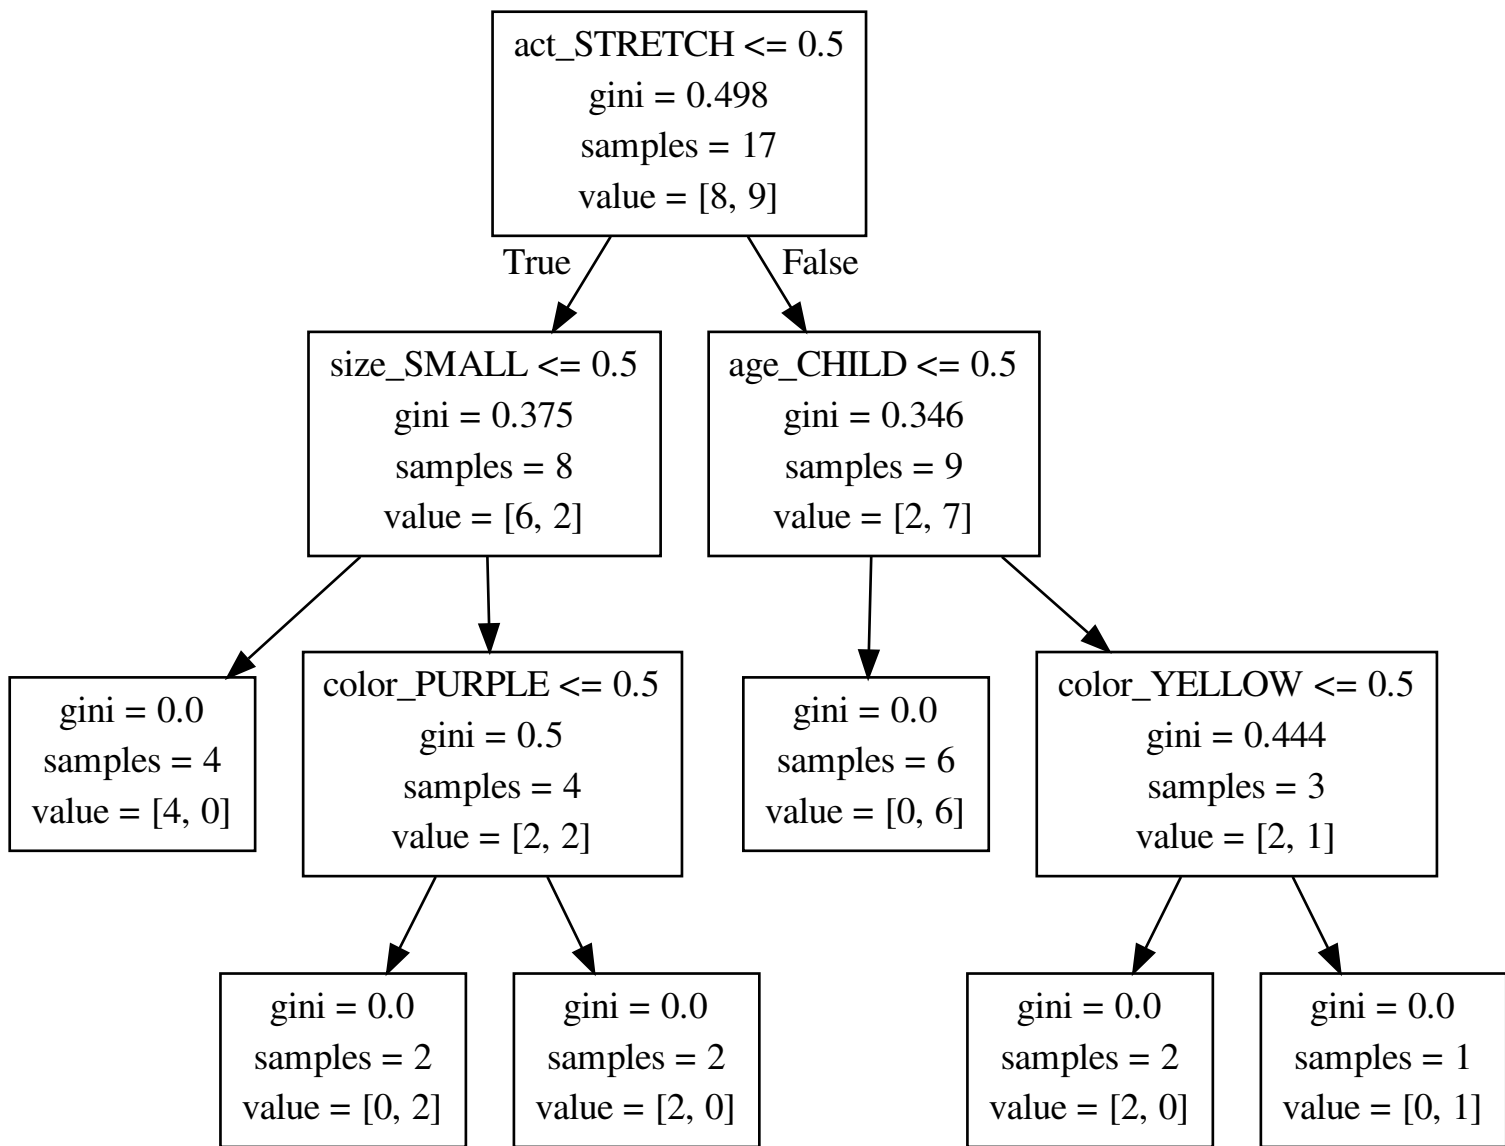 act_STRETCH <= 0.5
gini = 0.498
samples = 17
value = [8, 9]
True
False
size_SMALL <= 0.5
gini = 0.375
samples = 8
value = [6, 2]
age_CHILD <= 0.5
gini = 0.346
samples = 9
value = [2, 7]
gini = 0.0
samples = 4
value = [4, 0]
color_PURPLE <= 0.5
gini = 0.5
samples = 4
value = [2, 2]
gini = 0.0
samples = 6
value = [0, 6]
color_YELLOW <= 0.5
gini = 0.444
samples = 3
value = [2, 1]
gini = 0.0
samples = 2
value = [0, 2]
gini = 0.0
samples = 2
value = [2, 0]
gini = 0.0
samples = 2
value = [2, 0]
gini = 0.0
samples = 1
value = [0, 1]